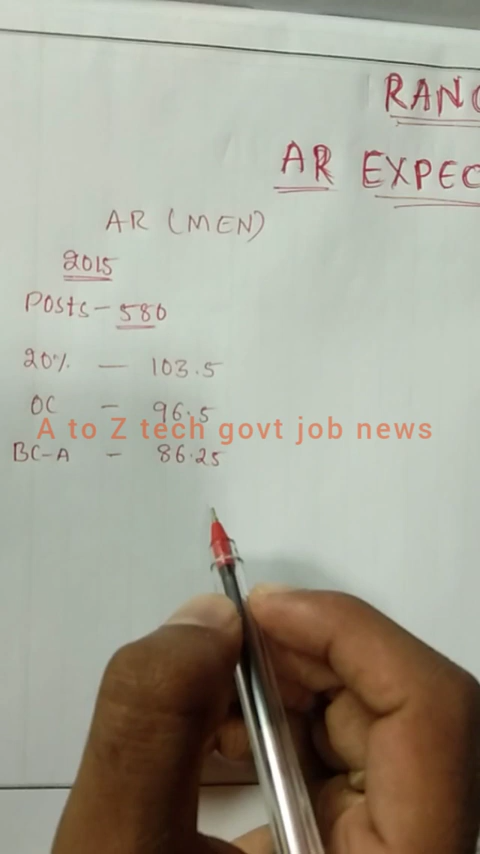 RANG
AR EXPEC
AR (MEN)
2015
Posts - 580
20% - 103.5
OC - 96.5
A to Z tech govt job news
BC-A - 86.25